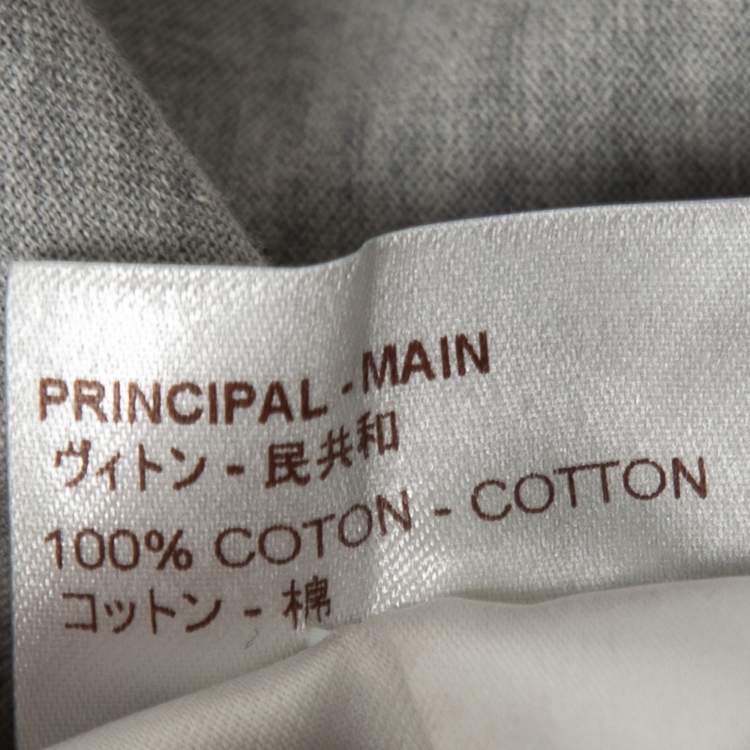 PRINCIPAL - MAIN
ヴィトン - 民共和
100% COTON - COTTON
コットン - 棉